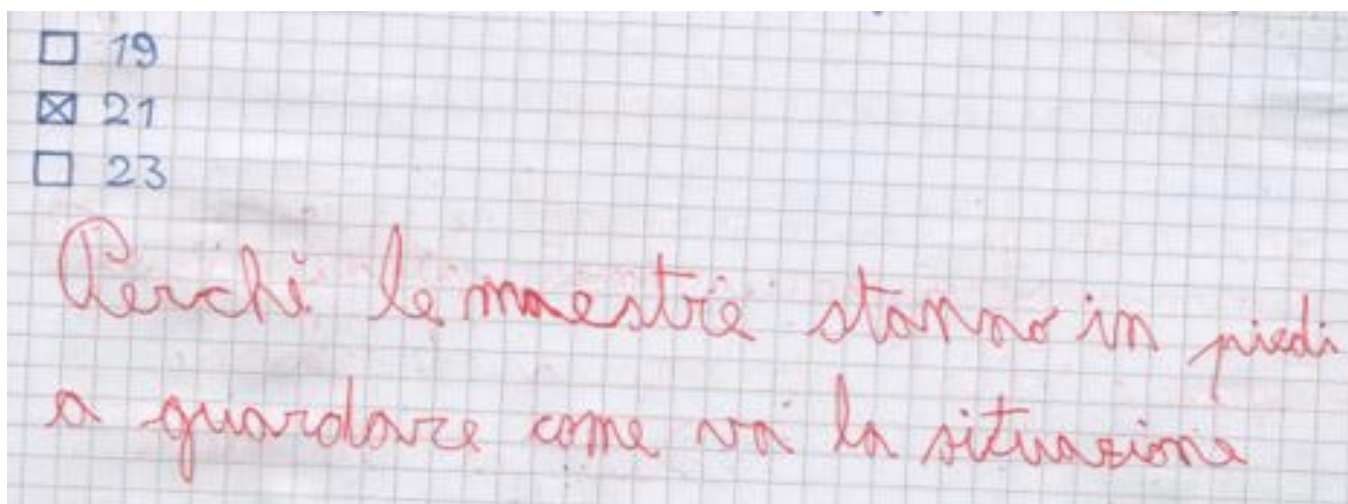 ☐ 19
☒ 21
☐ 23
Perchè le maestre stanno in piedi
a guardare come va la situazione